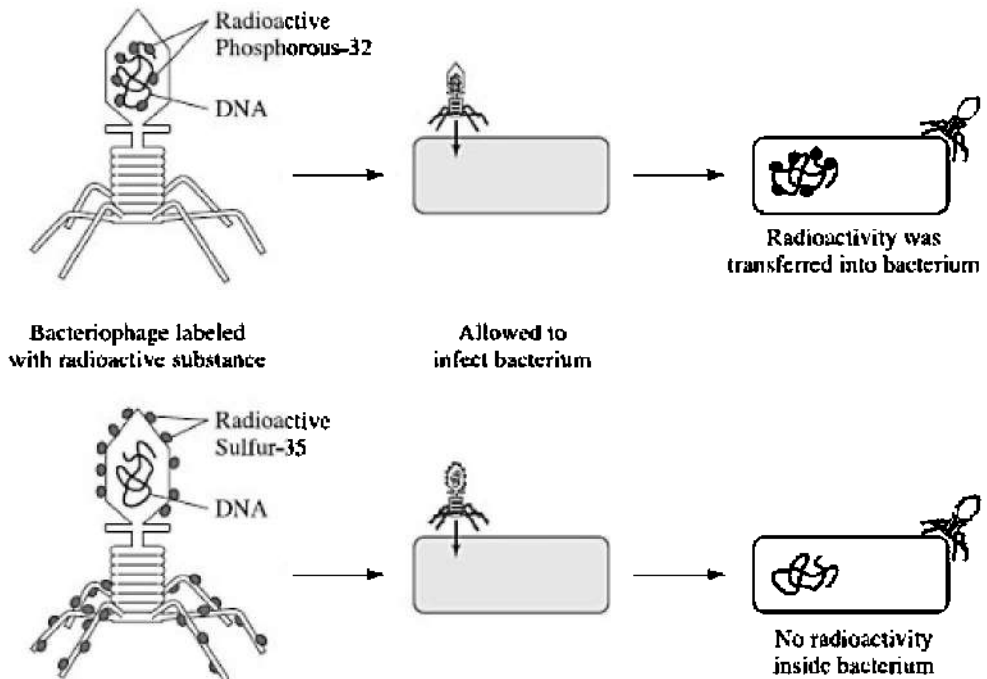 Radioactive
Phosphorous-32
DNA
Radioactivity was
transferred into bacterium
Bacteriophage labeled
with radioactive substance
Allowed to
infect bacterium
Radioactive
Sulfur-35
DNA
No radioactivity
inside bacterium